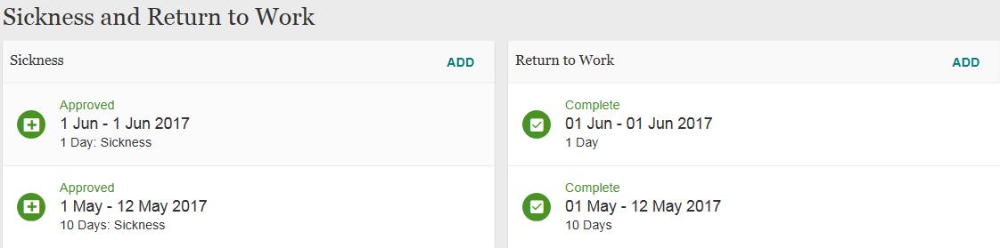 Sickness and Return to Work
Sickness
ADD
Approved
1 Jun - 1 Jun 2017
1 Day: Sickness
Approved
1 May - 12 May 2017
10 Days: Sickness
Return to Work
ADD
Complete
01 Jun - 01 Jun 2017
1 Day
Complete
01 May - 12 May 2017
10 Days